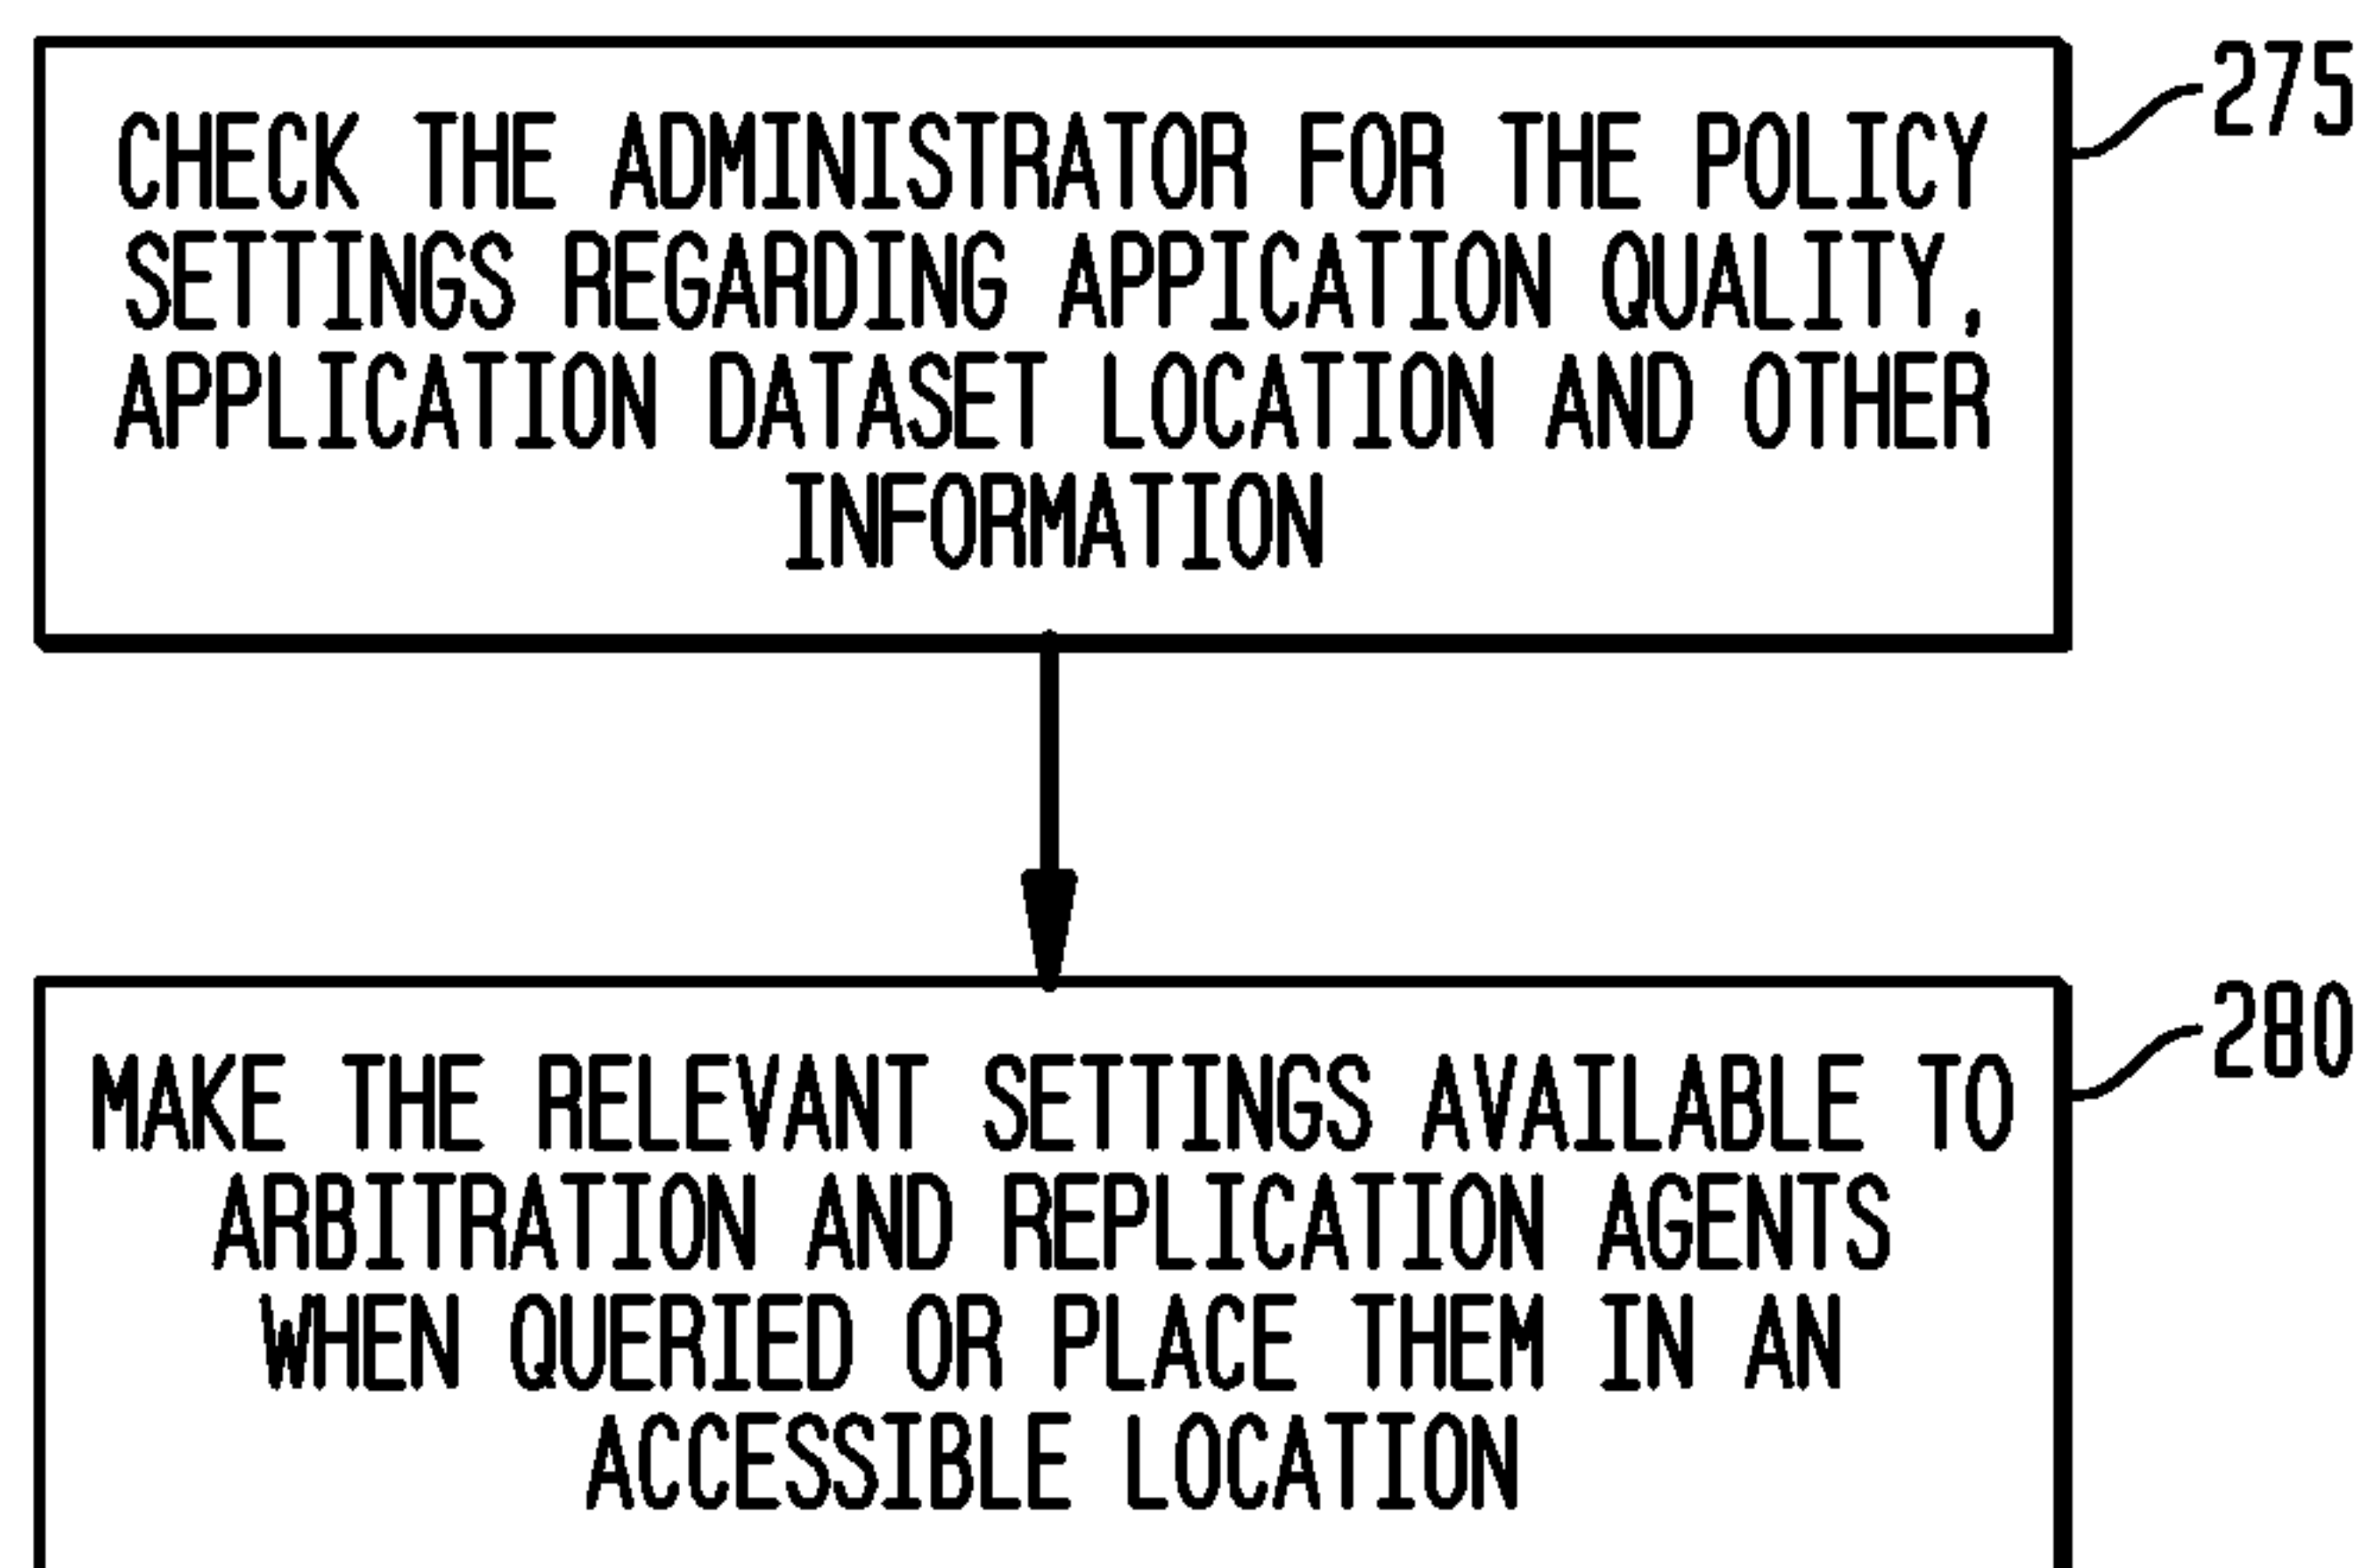 CHECK THE ADMINISTRATOR FOR THE POLICY
SETTINGS REGARDING APPICATION QUALITY,
APPLICATION DATASET LOCATION AND OTHER
INFORMATION
275
MAKE THE RELEVANT SETTINGS AVAILABLE TO
ARBITRATION AND REPLICATION AGENTS
WHEN QUERIED OR PLACE THEM IN AN
ACCESSIBLE LOCATION
280